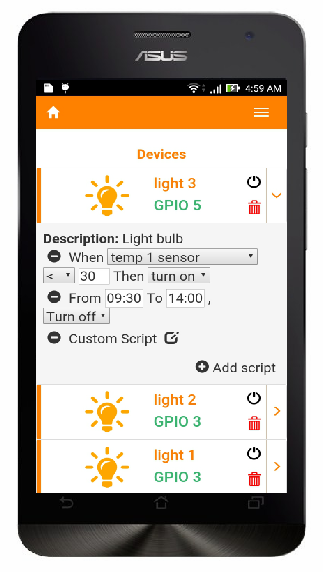 ASUS
4:59 AM
Devices
light 3
GPIO 5
Description: Light bulb
When temp 1 sensor
< 30 Then turn on
From 09:30 To 14:00 ,
Turn off
Custom Script
Add script
light 2
GPIO 3
light 1
GPIO 3